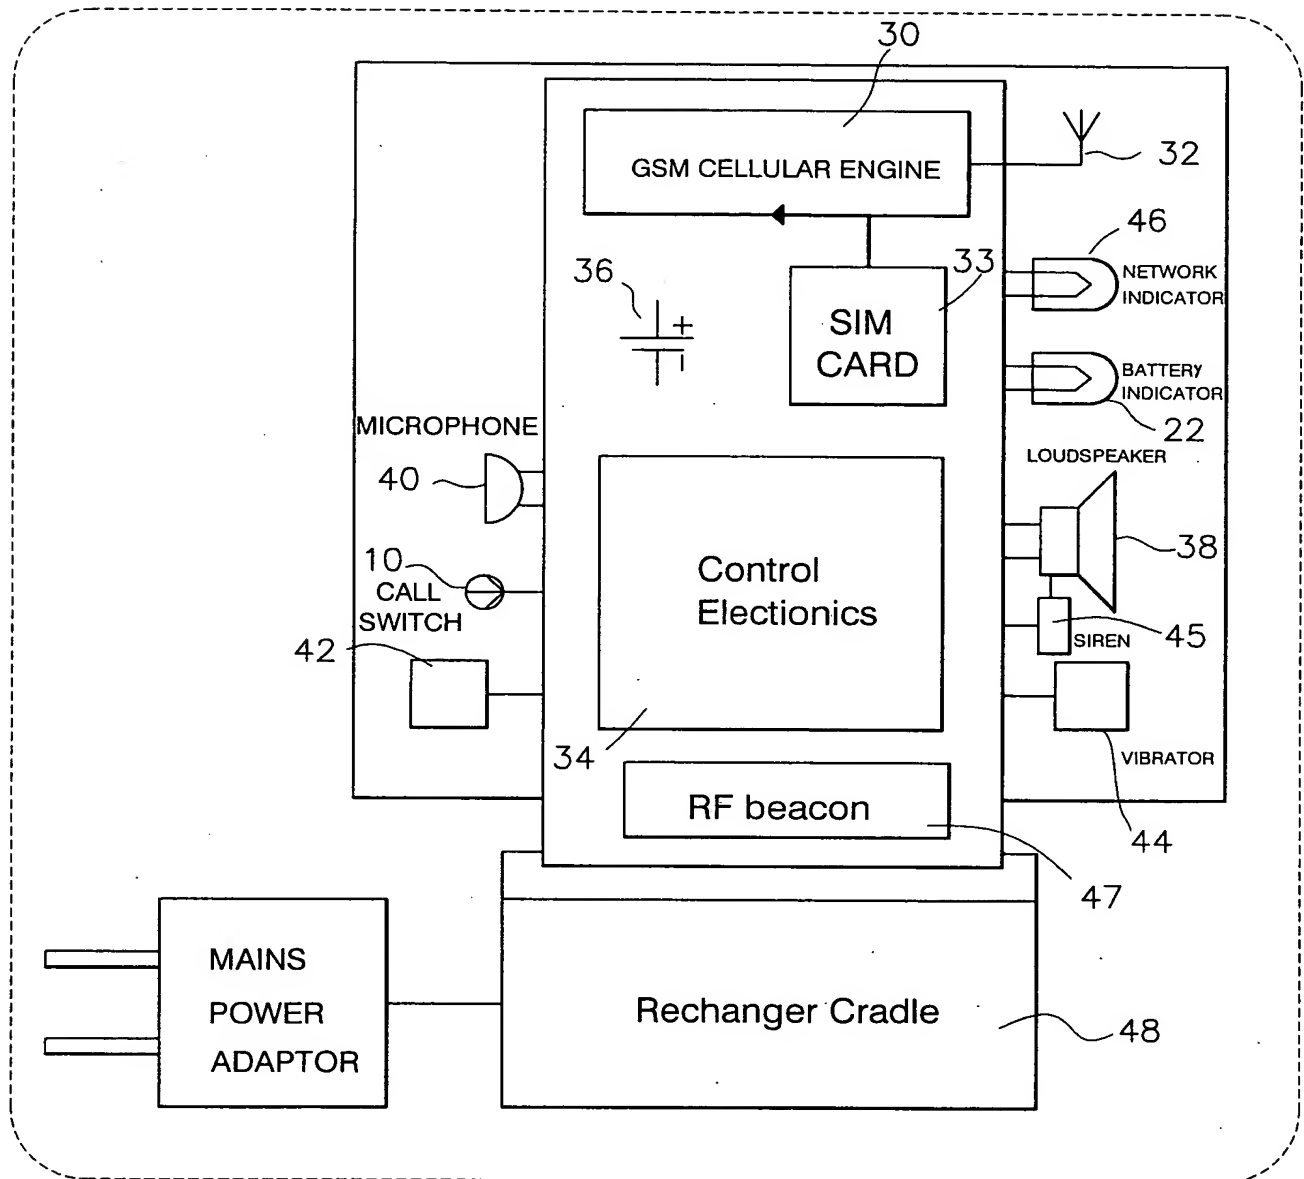 30
GSM CELLULAR ENGINE
32
46
36
33
NETWORK
INDICATOR
SIM
CARD
+
BATTERY
INDICATOR
22
MICROPHONE
LOUDSPEAKER
40
38
10
CALL
SWITCH
Control
Electionics
45
SIREN
42
34
VIBRATOR
RF beacon
44
47
MAINS
POWER
ADAPTOR
Rechanger Cradle
48